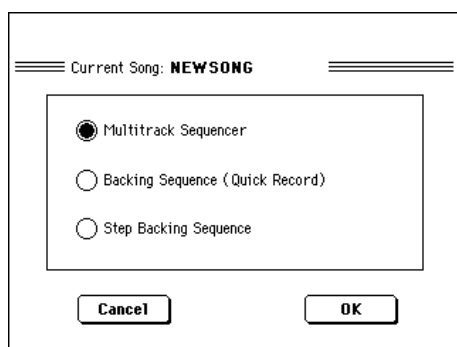 Current Song: NEWSONG
Multitrack Sequencer
Backing Sequence (Quick Record)
Step Backing Sequence
Cancel OK